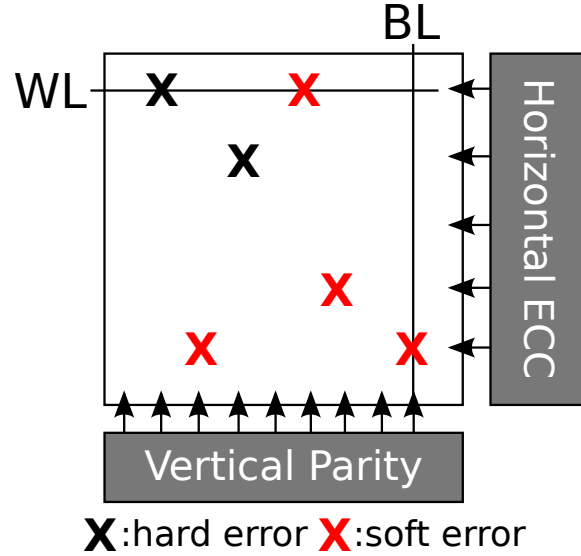 BL
WL
Horizontal ECC
X X
X
X
X X
Vertical Parity
X:hard error X:soft error